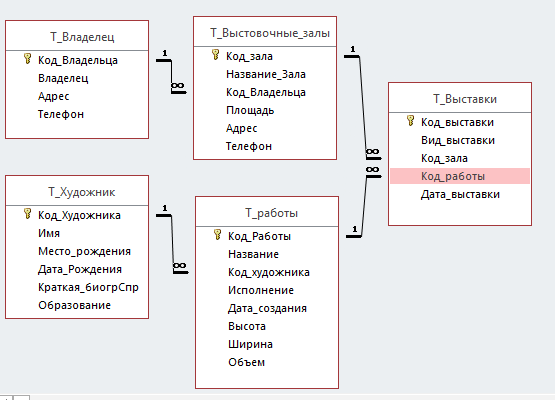 Т_Владелец
Код_Владельца
Владелец
Адрес
Телефон
Т_Выстовочные_залы
Код_зала
Название_Зала
Код_Владельца
Площадь
Адрес
Телефон
Т_Выставки
Код_выставки
Вид_выставки
Код_зала
Код_работы
Дата_выставки
Т_Художник
Код_Художника
Имя
Место_рождения
Дата_Рождения
Краткая_биогрСпр
Образование
Т_работы
Код_Работы
Название
Код_художника
Исполнение
Дата_создания
Высота
Ширина
Объем
1
∞
1
∞
∞
1
∞
1